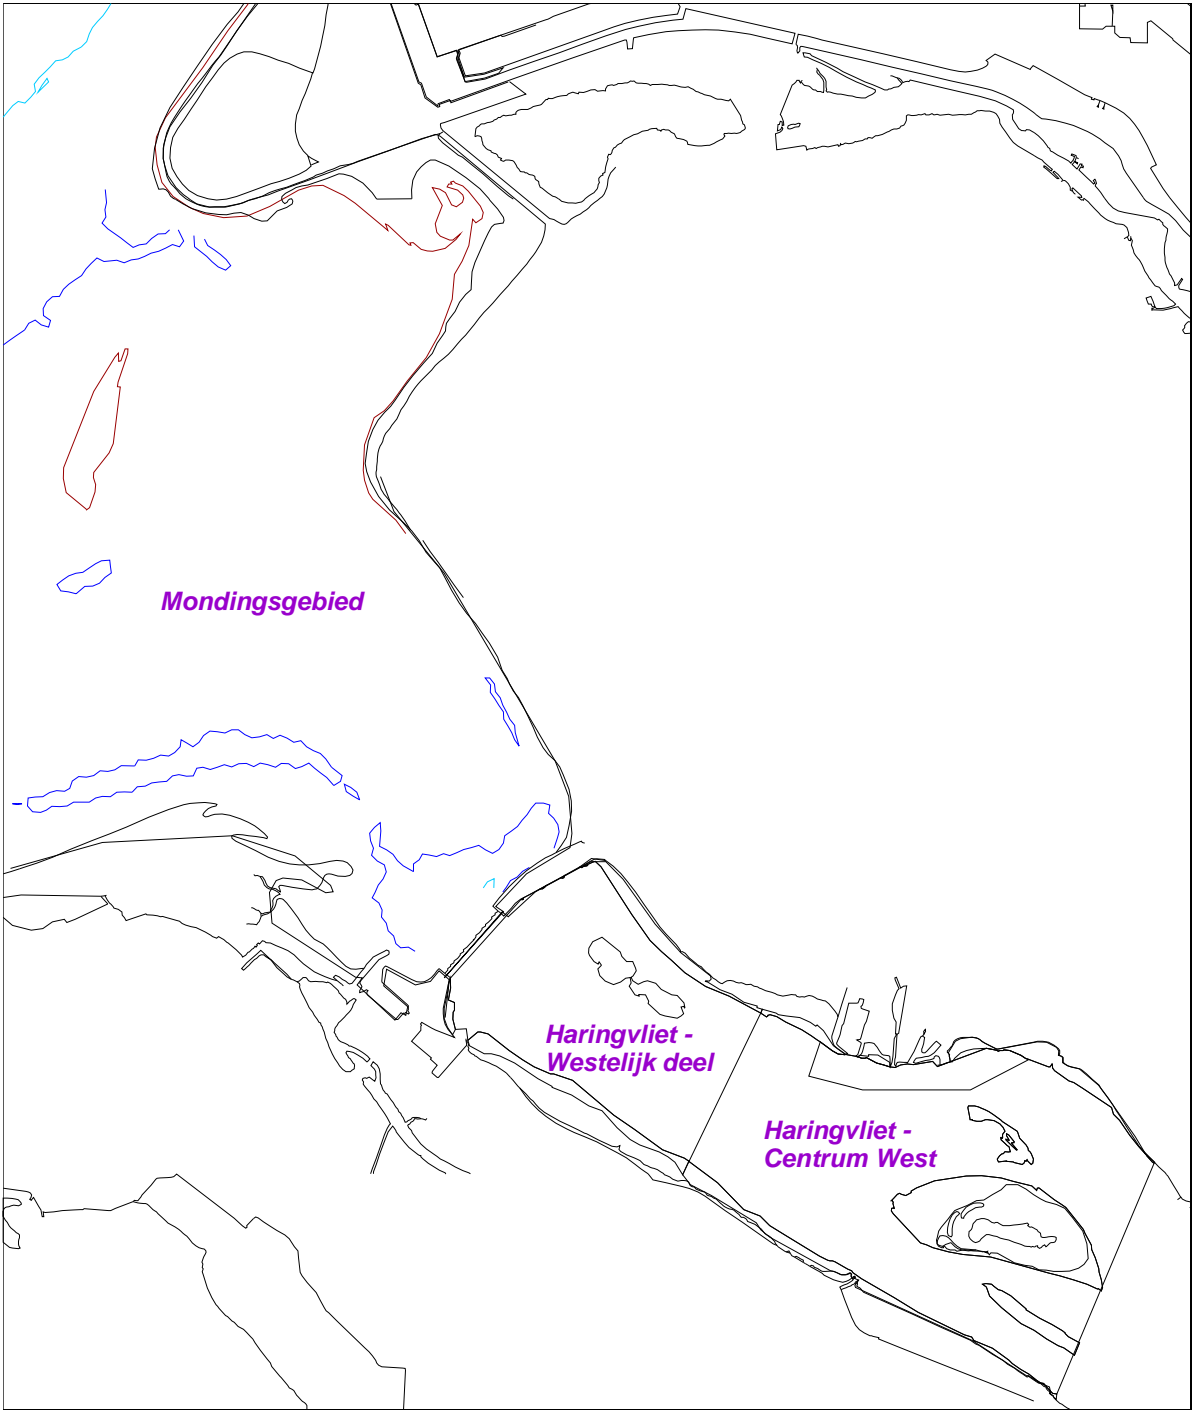 Mondingsgebied
Haringvliet -
Westelijk deel
Haringvliet -
Centrum West